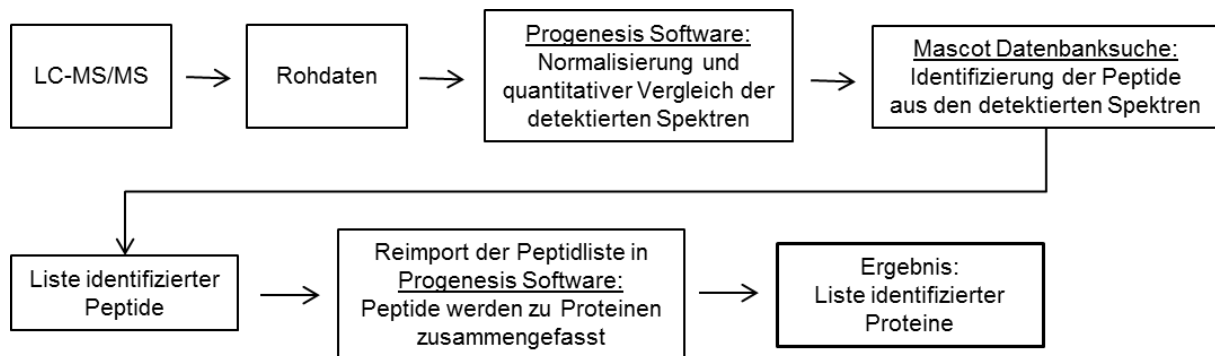 LC-MS/MS
Rohdaten
Progenesis Software:
Normalisierung und
quantitativer Vergleich der
detektierten Spektren
Mascot Datenbanksuche:
Identifizierung der Peptide
aus den detektierten Spektren
Liste identifizierter
Peptide
Reimport der Peptidliste in
Progenesis Software:
Peptide werden zu Proteinen
zusammengefasst
Ergebnis:
Liste identifizierter
Proteine